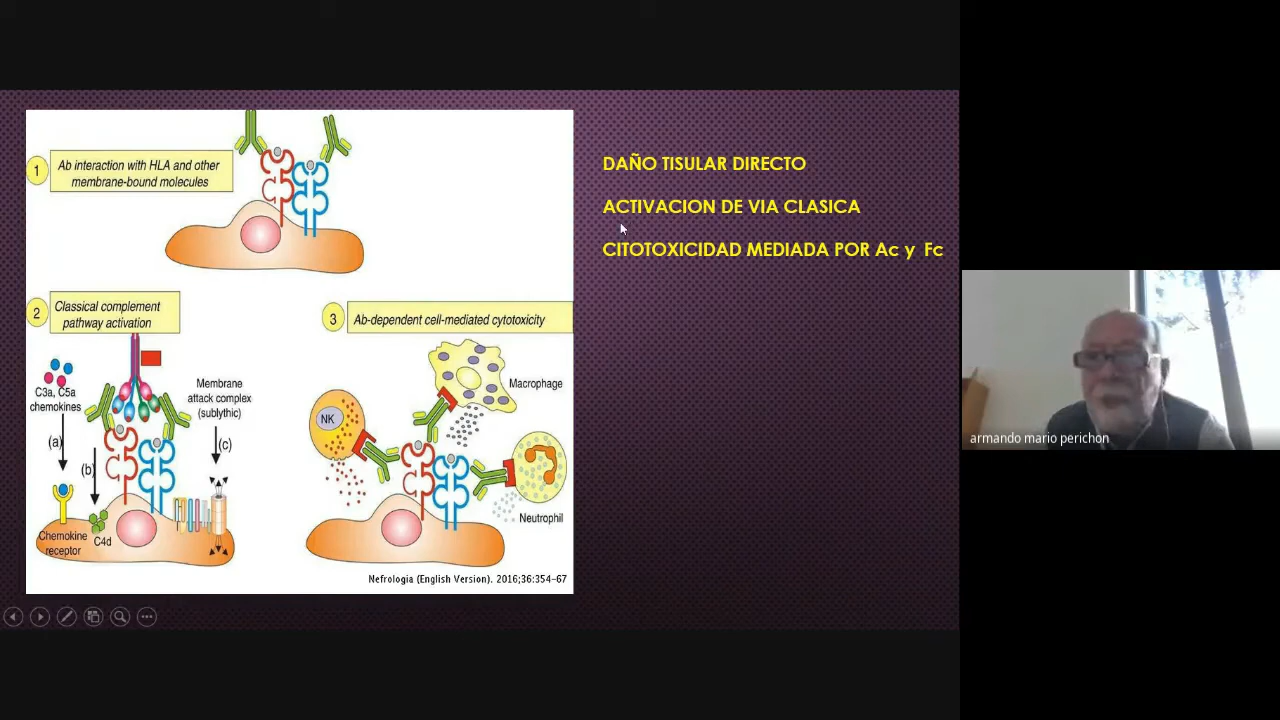 1
Ab interaction with HLA and other
membrane-bound molecules
2
Classical complement
pathway activation
C3a, C5a
chemokines
(a)
(b)
Membrane
attack complex
(sublythic)
(c)
Chemokine
receptor
C4d
3
Ab-dependent cell-mediated cytotoxicity
Macrophage
NK
Neutrophil
Nefrologia (English Version). 2016;36:354–67
DAÑO TISULAR DIRECTO
ACTIVACION DE VIA CLASICA
CITOTOXICIDAD MEDIADA POR Ac y Fc
armando mario perichon